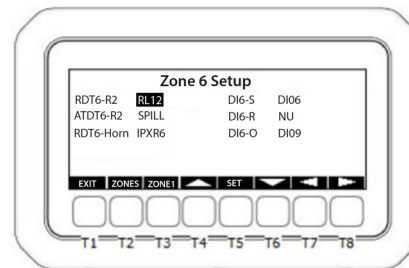 Zone 6 Setup
RDT6-R2 RL12 DI6-S DI06
ATDT6-R2 SPILL DI6-R NU
RDT6-Horn IPXR6 DI6-O DI09
EXIT ZONES ZONE1 SET
T1 T2 T3 T4 T5 T6 T7 T8